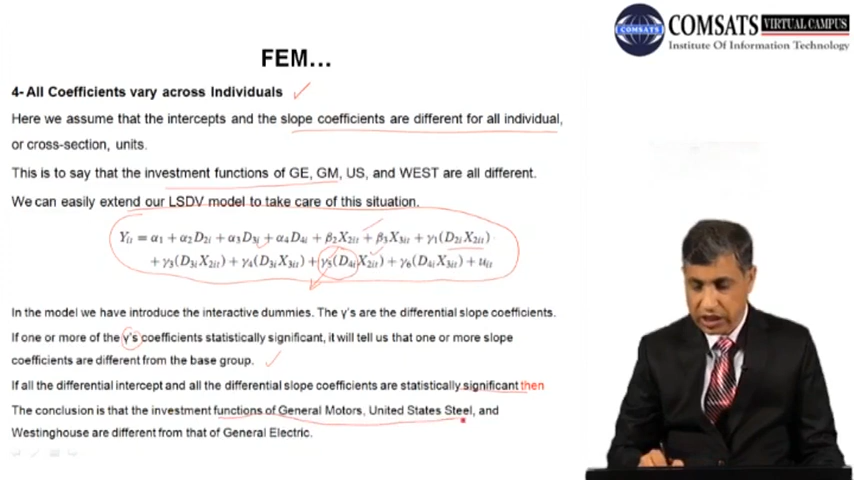 COMSATS VIRTUAL CAMPUS
COMSATS
Institute Of Information Technology
FEM...
4- All Coefficients vary across Individuals
Here we assume that the intercepts and the slope coefficients are different for all individual,
or cross-section, units.
This is to say that the investment functions of GE, GM, US, and WEST are all different.
We can easily extend our LSDV model to take care of this situation.
Yᵢₜ = α₁ + α₂D₂ᵢ + α₃D₃ᵢ + α₄D₄ᵢ + β₂X₂ᵢₜ + β₃X₃ᵢₜ + γ₁(D₂ᵢX₂ᵢₜ)
+ γ₃(D₃ᵢX₂ᵢₜ) + γ₄(D₃ᵢX₃ᵢₜ) + γ₅(D₄ᵢX₂ᵢₜ) + γ₆(D₄ᵢX₃ᵢₜ) + uᵢₜ
In the model we have introduce the interactive dummies. The γ's are the differential slope coefficients.
If one or more of the γ's coefficients statistically significant, it will tell us that one or more slope
coefficients are different from the base group.
If all the differential intercept and all the differential slope coefficients are statistically significant then
The conclusion is that the investment functions of General Motors, United States Steel, and
Westinghouse are different from that of General Electric.